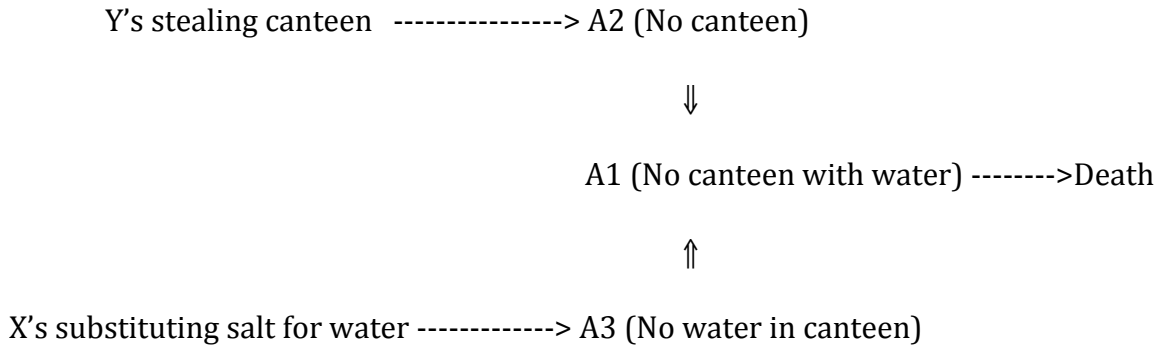 Y’s stealing canteen ----------------> A2 (No canteen)
⇓
A1 (No canteen with water) -------->Death
⇑
X’s substituting salt for water -------------> A3 (No water in canteen)